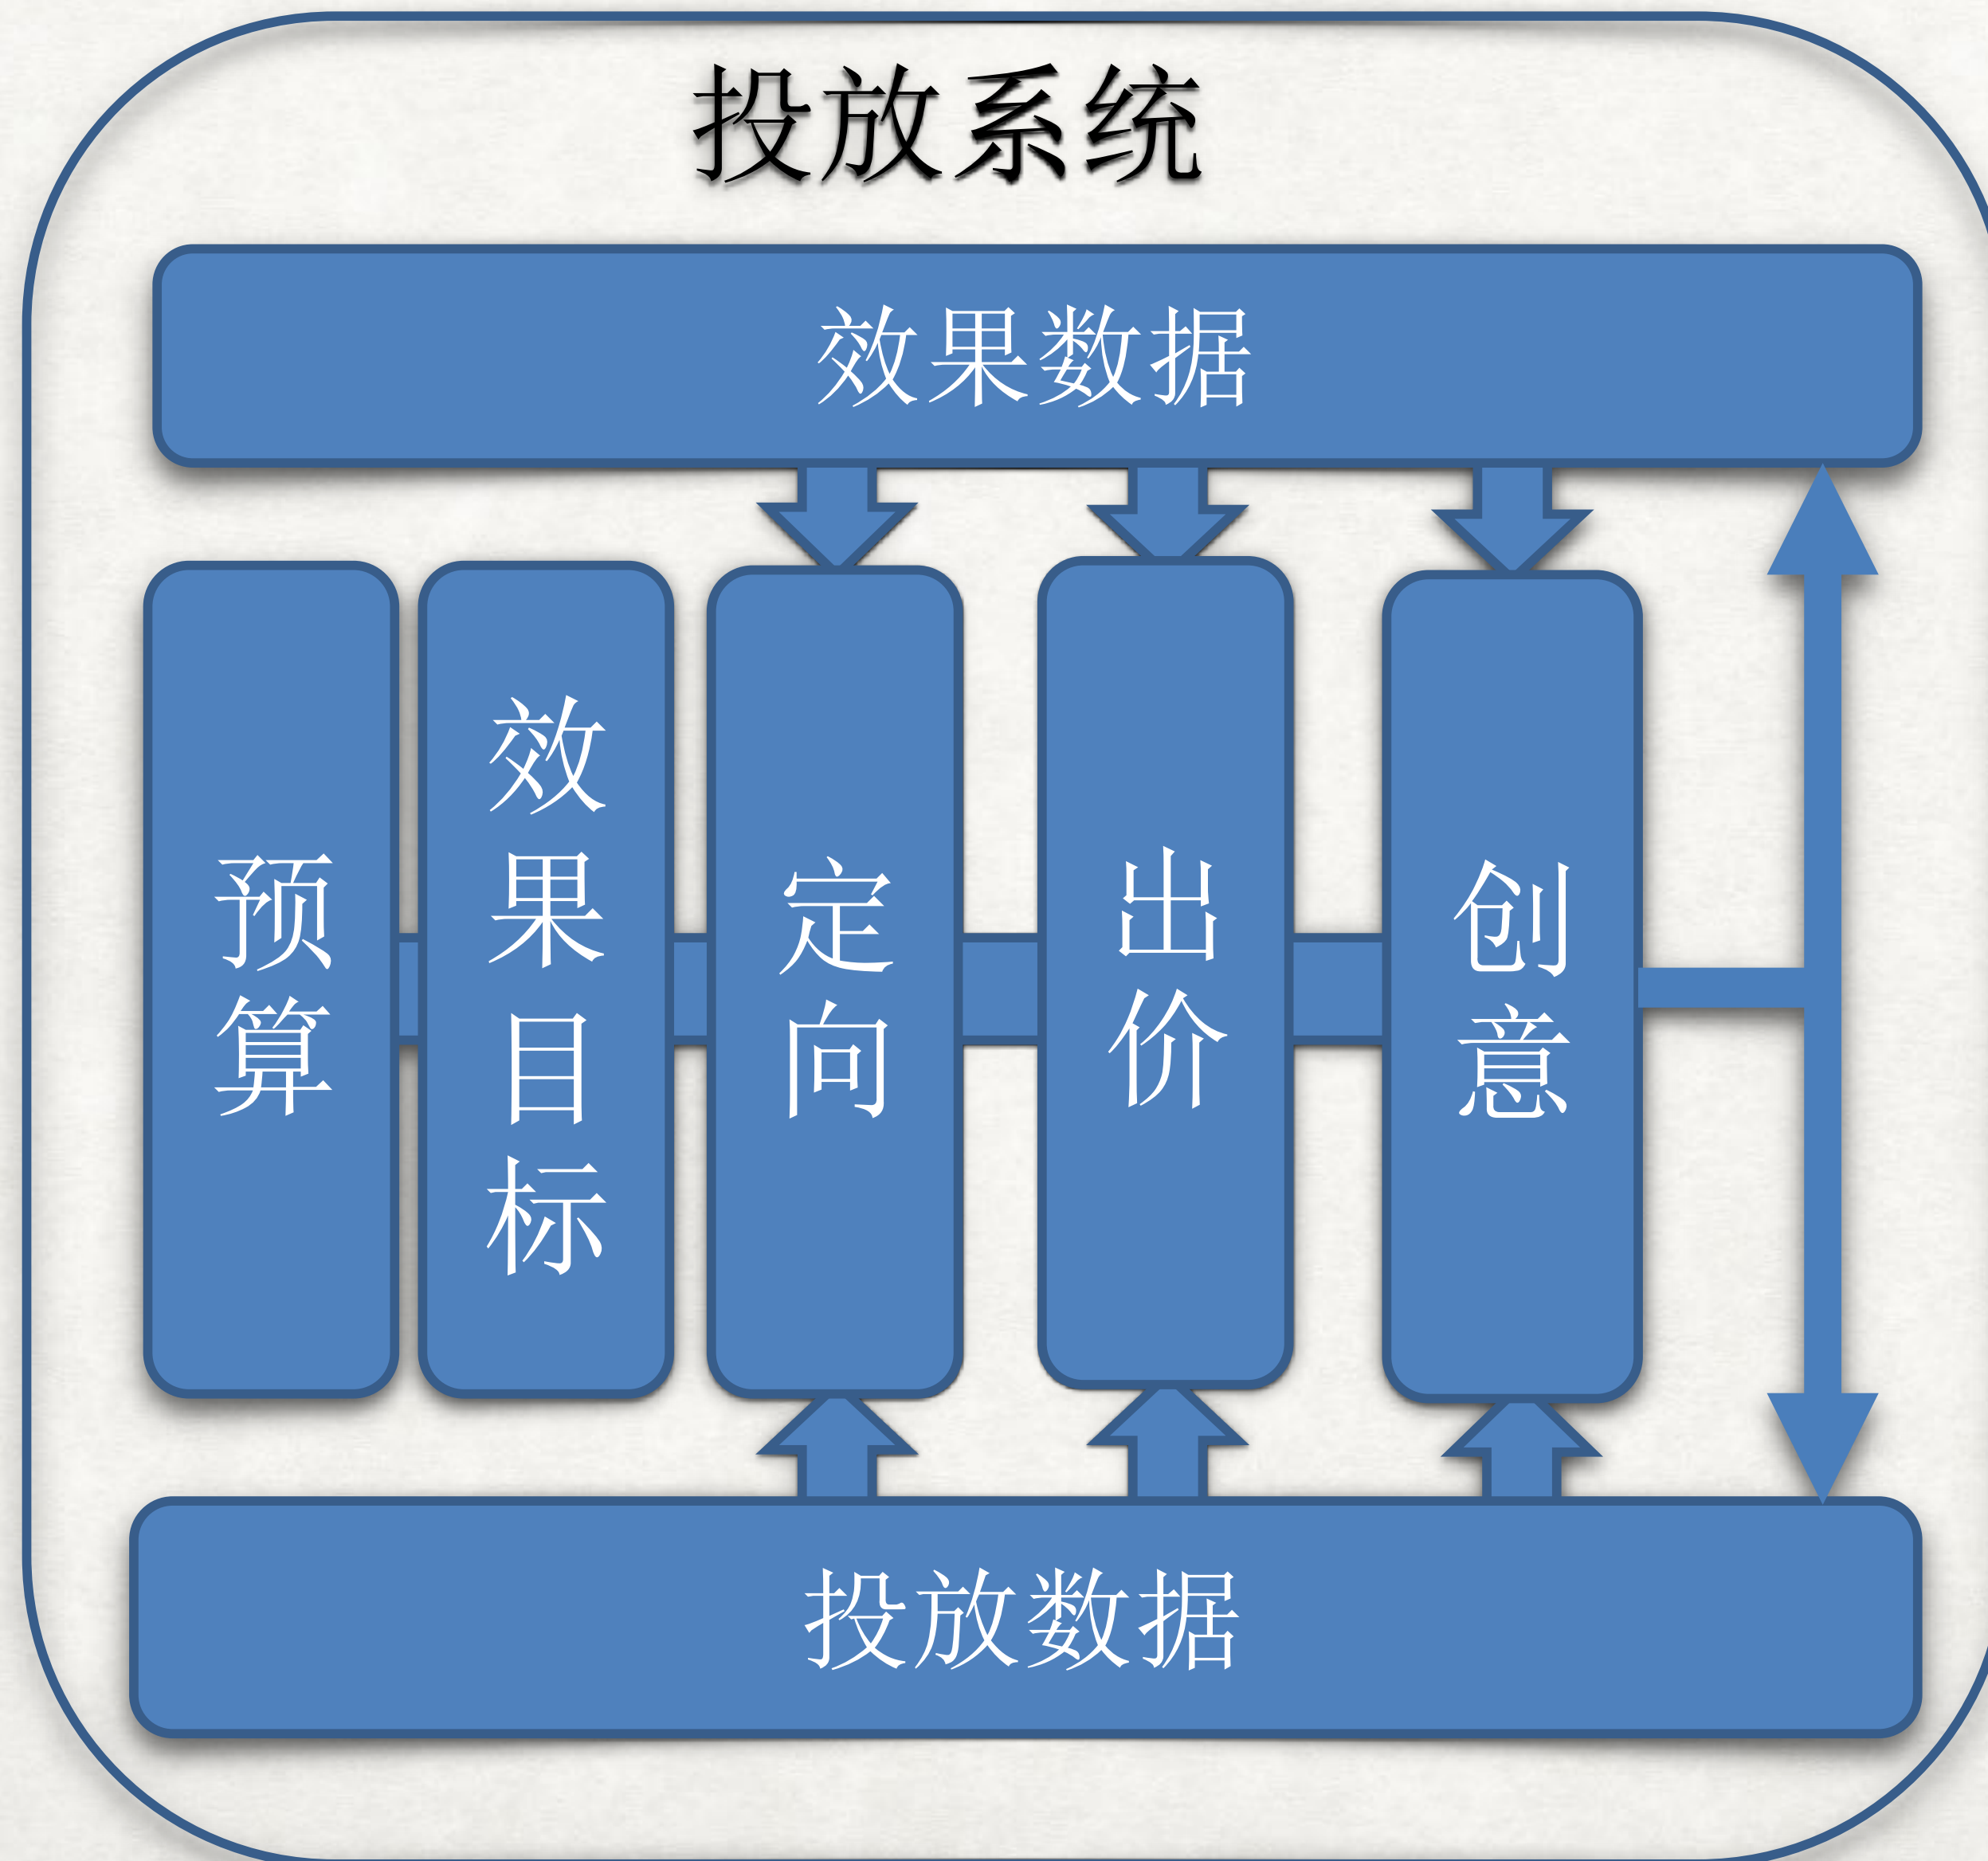 投放系统
效果数据
预算
效果目标
定向
出价
创意
投放数据